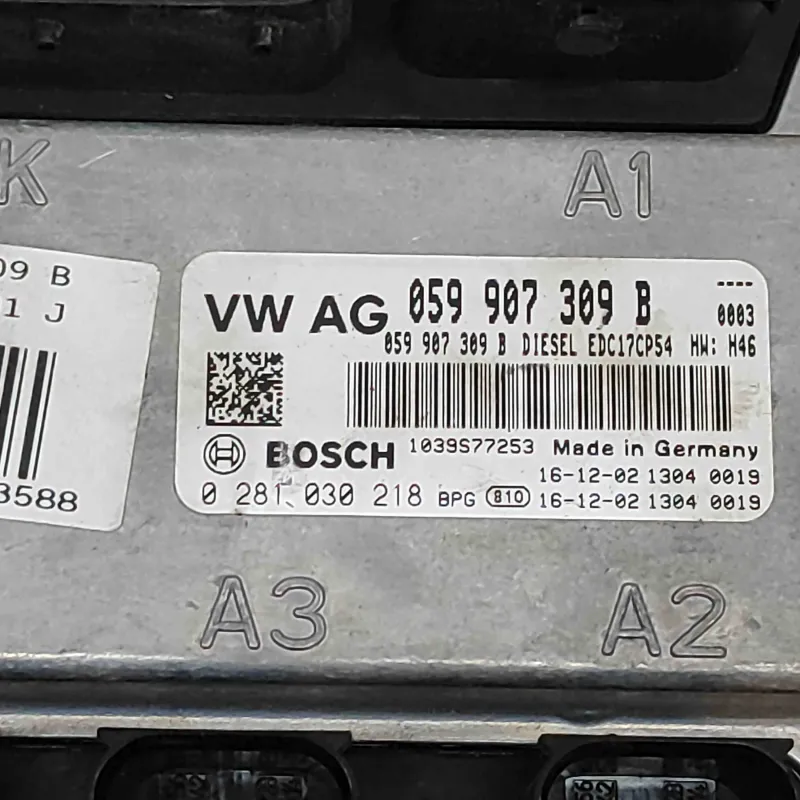 K
A1
09 B
1 J
3588
VW AG 059 907 309 B ----
0003
059 907 309 B DIESEL EDC17CP54 HW: H46
BOSCH 1039S77253 Made in Germany
16-12-02 1304 0019
0 281 030 218 BPG 810 16-12-02 1304 0019
A3
A2